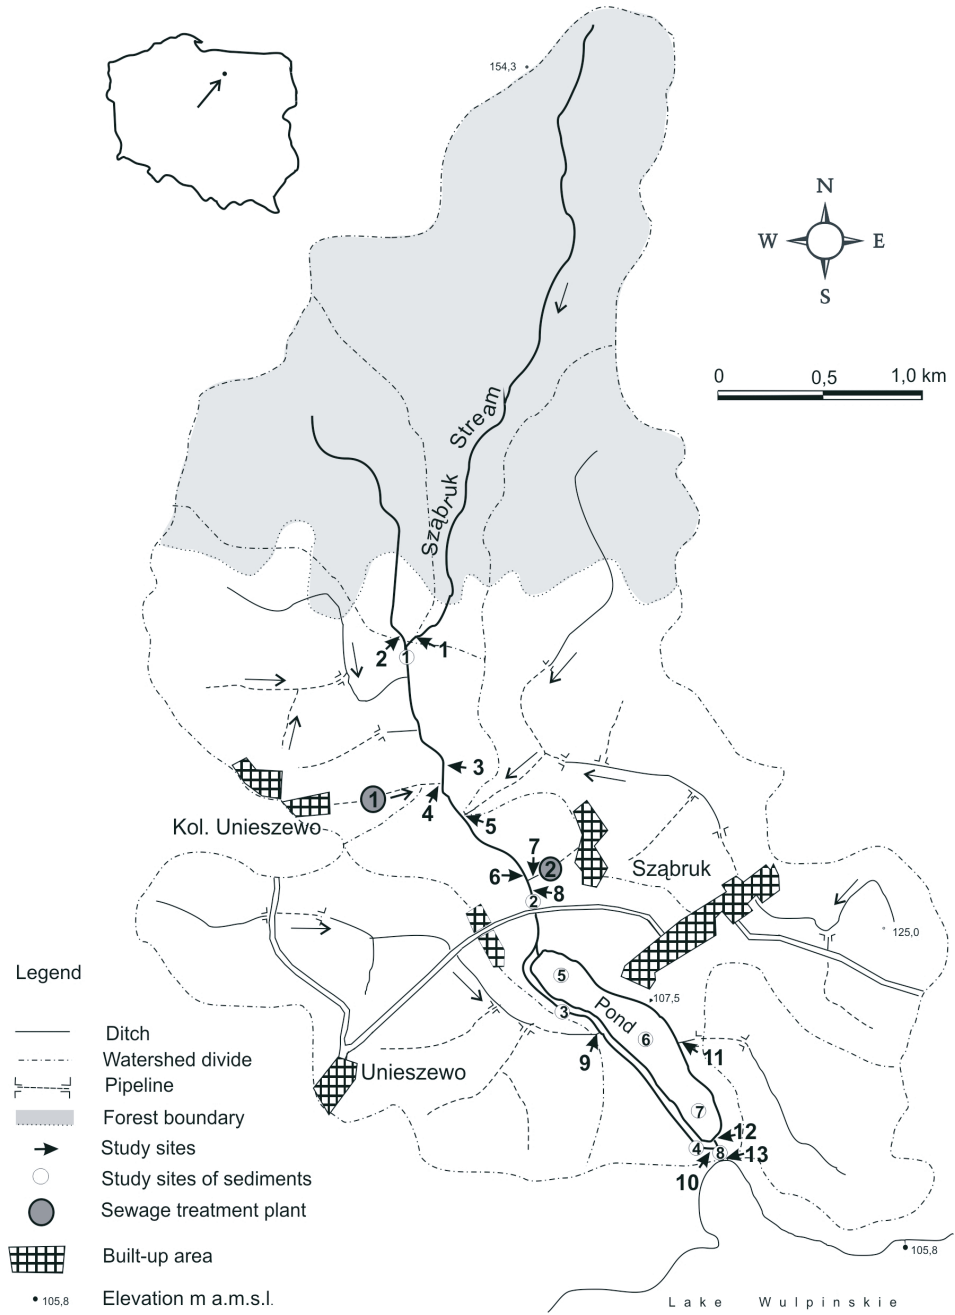 154,3
N
W E
S
0 0,5 1,0 km
Sząbruk Stream
2 1 1
3
1
4
5
Kol. Unieszewo
7
2
6
8
2
Sząbruk
125,0
5
107,5
Pond
3
6
9
11
Unieszewo
7
12
4
8 13
10
105,8
Lake Wulpinskie
Legend
Ditch
Watershed divide
Pipeline
Forest boundary
Study sites
Study sites of sediments
Sewage treatment plant
Built-up area
105,8 Elevation m a.m.s.l.